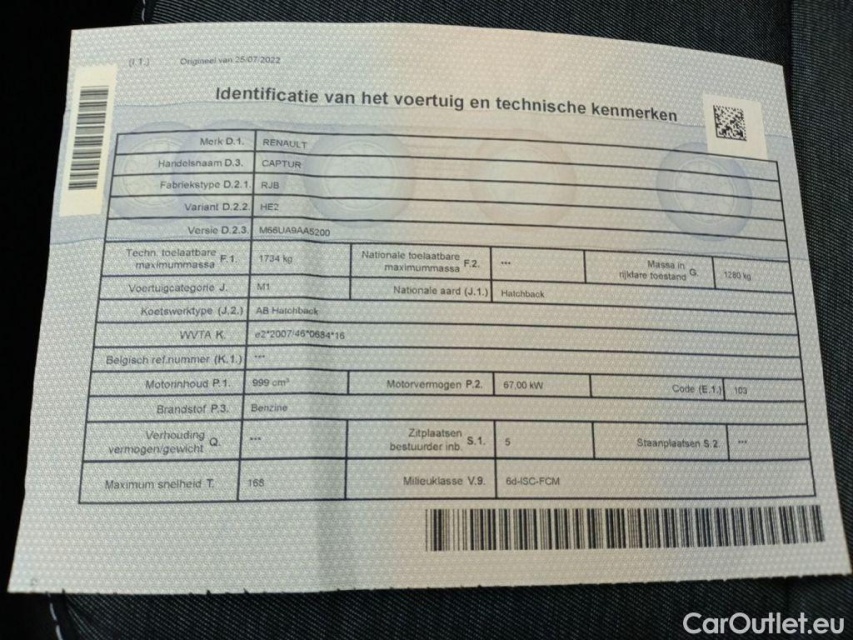 (I.1.) Origineel van 25/07/2022
Identificatie van het voertuig en technische kenmerken
Merk D.1. RENAULT
Handelsnaam D.3. CAPTUR
Fabriekstype D.2.1. RJB
Variant D.2.2. HE2
Versie D.2.3. M66UA9AA5200
Techn. toelaatbare maximummassa F.1. 1734 kg Nationale toelaatbare maximummassa F.2. *** Massa in rijklare toestand G. 1280 kg
Voertuigcategorie J. M1 Nationale aard (J.1.) Hatchback
Koetswerktype (J.2.) AB Hatchback
WVTA K. e2*2007/46*0684*16
Belgisch ref.nummer (K.1.) ***
Motorinhoud P.1. 999 cm³ Motorvermogen P.2. 67.00 kW Code (E.1.) 103
Brandstof P.3. Benzine
Verhouding vermogen/gewicht Q. *** Zitplaatsen bestuurder inb. S.1. 5 Staanplaatsen S.2. ***
Maximum snelheid T. 168 Milieuklasse V.9. 6d-ISC-FCM
CarOutlet.eu